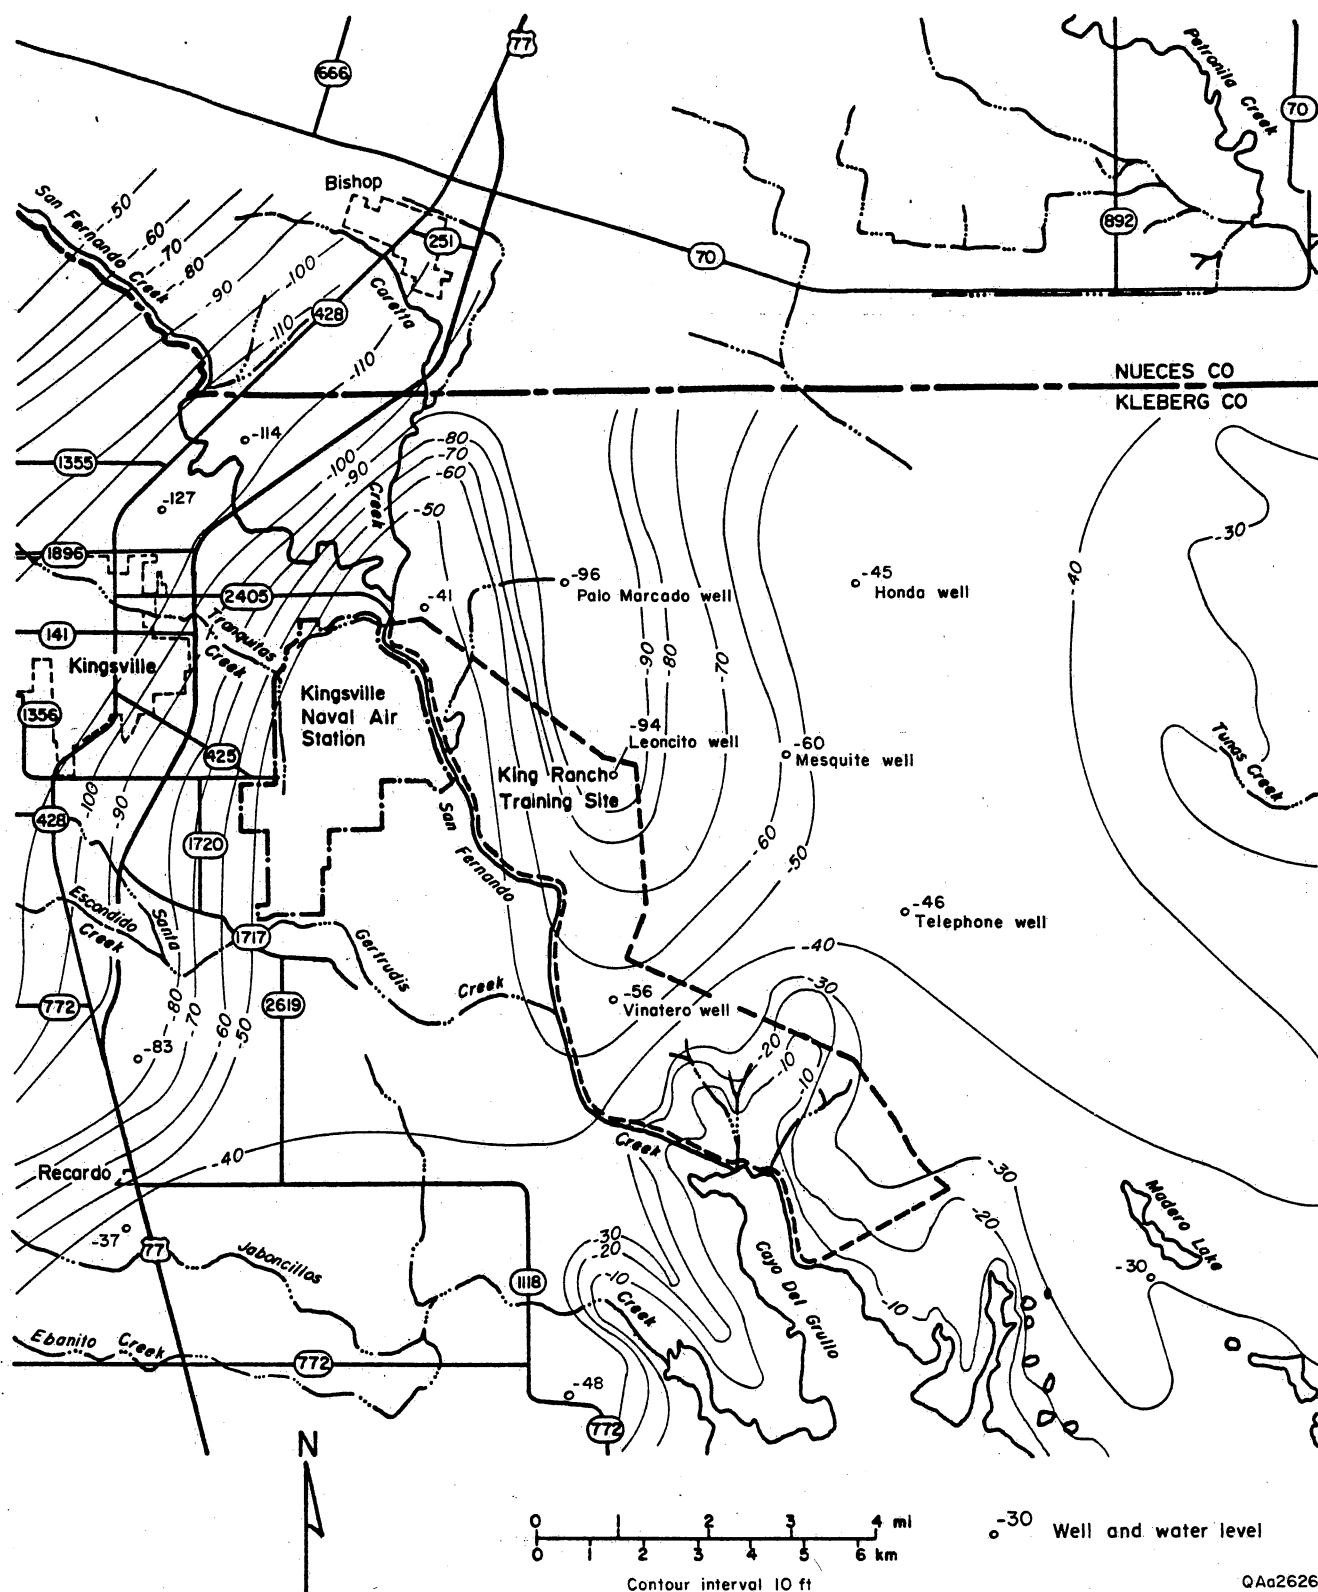 77
666
Petronila Creek
70
Bishop
San Fernando Creek
-50
-60
-70
-80
-90
-100
-110
251
892
70
Caretta
428
-110
NUECES CO
KLEBERG CO
-114
-80
-70
-60
-100
-90
1355
-127
Creek
-50
-30
1896
-96
Palo Marcado well
-45
Honda well
-40
2405
-41
141
Tranquitas
Creek
Kingsville
-90
-80
-70
Kingsville
Naval Air
Station
1356
-94
Leoncito well
-60
Mesquite well
Tunas Creek
425
King Ranch
Training Site
-100
-90
428
San Fernando
1720
-60
-50
Escondido
Creek
Santa
-46
Telephone well
1717
Gertrudis
-40
Creek
-30
772
-80
-70
-60
-50
2619
-56
Vinatero well
-83
-20
-10
-10
Creek
-40
Recardo
-30
Madero Lake
-20
-37
77
Jaboncillos
-30
-20
-10
Cayo Del Grullo
-30
1118
Creek
-10
Ebanito Creek
772
-48
772
N
0 1 2 3 4 mi
0 1 2 3 4 5 6 km
Contour interval 10 ft
-30 Well and water level
QAa2626